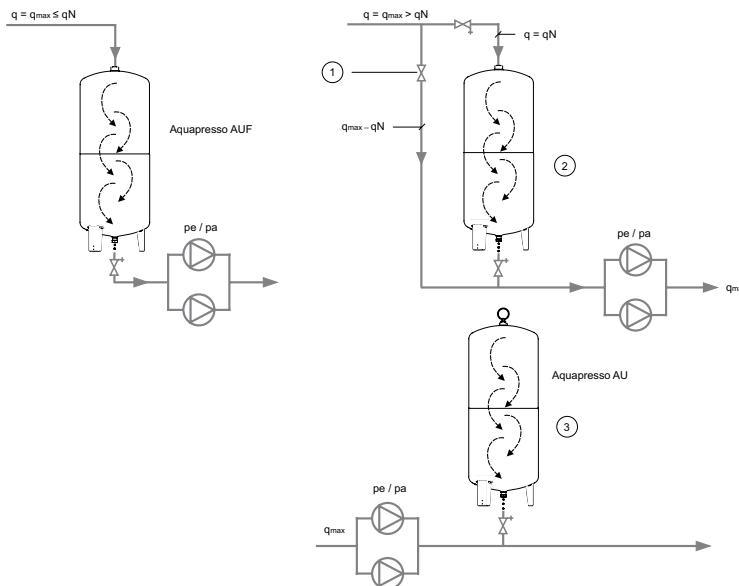 q = qmax ≤ qN
Aquapresso AUF
pe / pa
q = qmax > qN
q = qN
1
qmax – qN
2
pe / pa
qm
Aquapresso AU
3
pe / pa
qmax